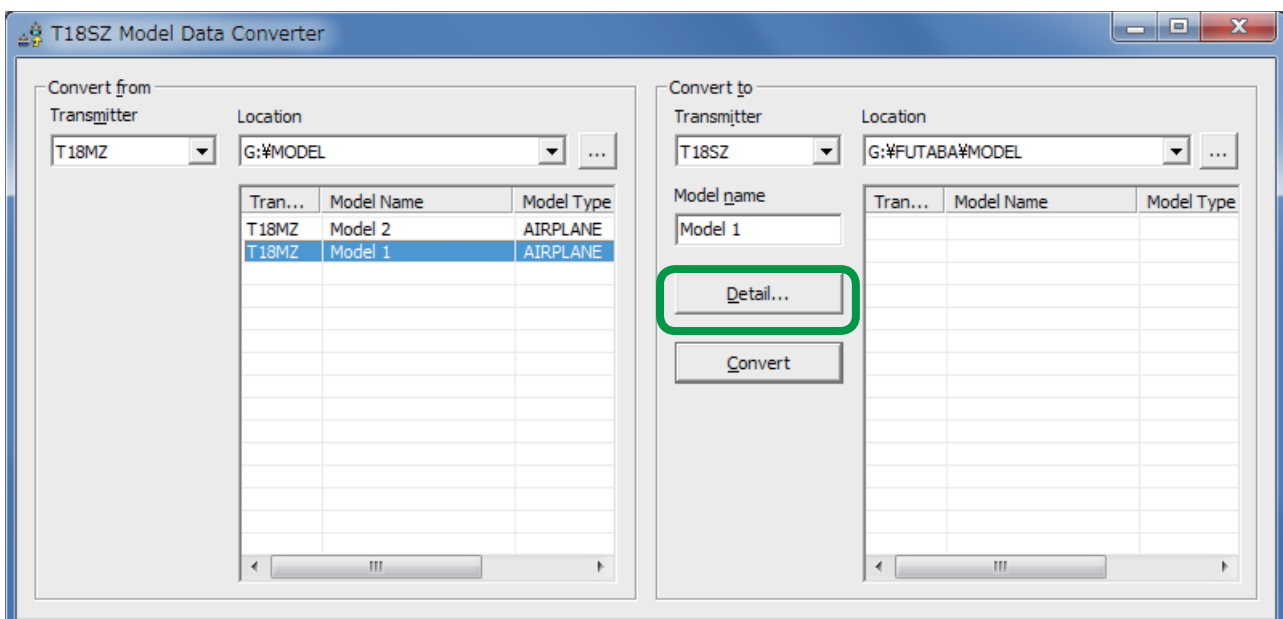 T18SZ Model Data Converter
Convert from
Transmitter Location
T18MZ G:¥MODEL ...
Tran... Model Name Model Type
T18MZ Model 2 AIRPLANE
T18MZ Model 1 AIRPLANE
Convert to
Transmitter Location
T18SZ G:¥FUTABA¥MODEL ...
Model name
Model 1
Detail...
Convert
Tran... Model Name Model Type